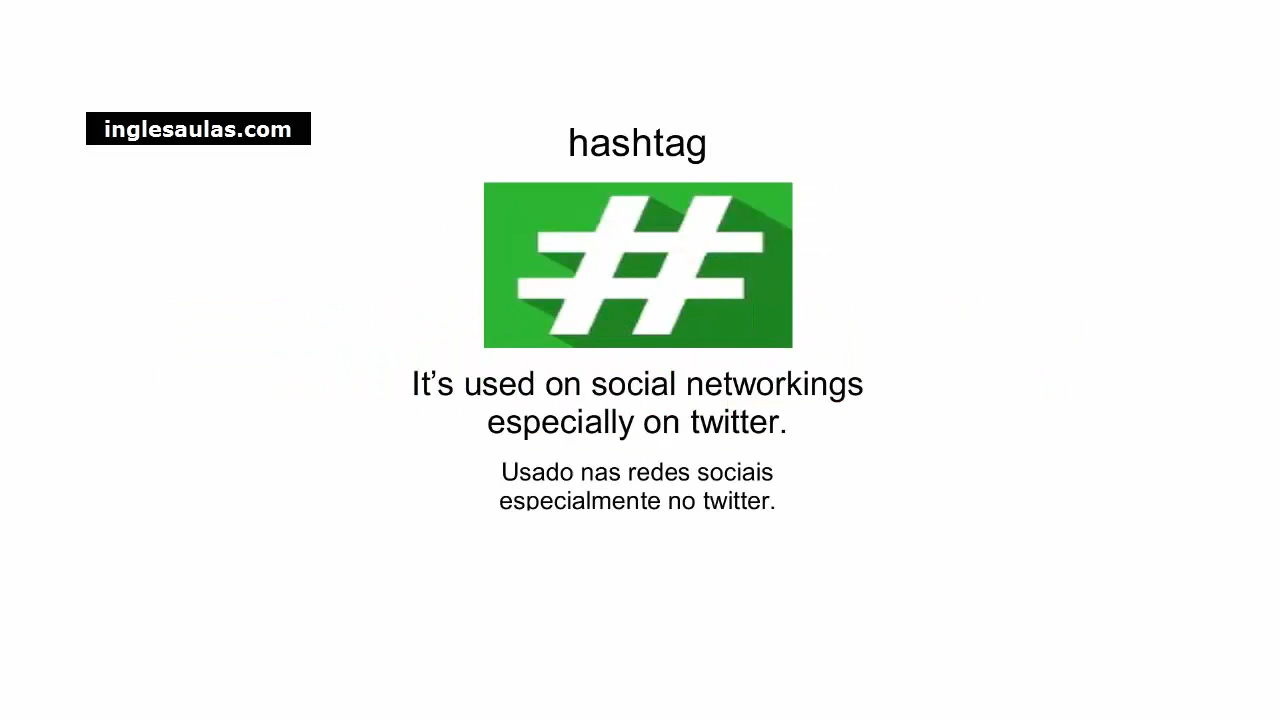 inglesaulas.com
hashtag
#
It’s used on social networkings
especially on twitter.
Usado nas redes sociais
especialmente no twitter.